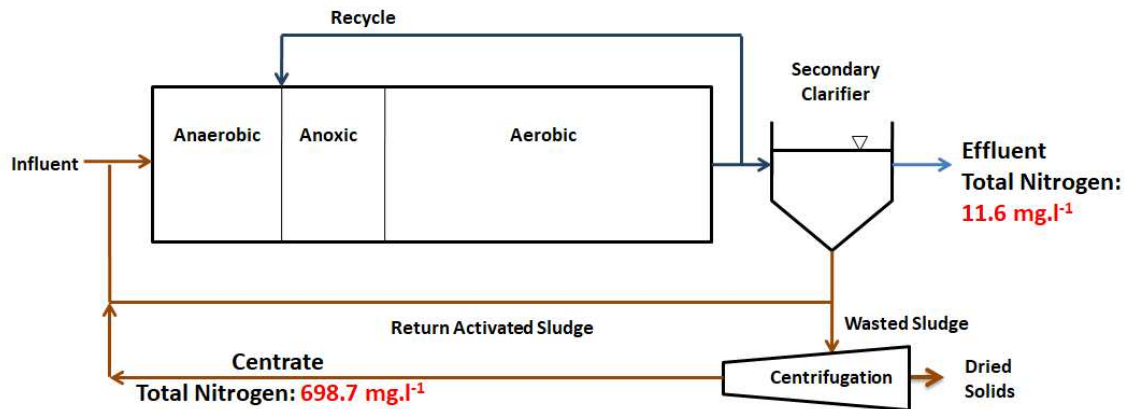 Recycle
Secondary
Clarifier
Anaerobic
Anoxic
Aerobic
Influent
Effluent
Total Nitrogen:
11.6 mg.l⁻¹
Return Activated Sludge
Wasted Sludge
Centrate
Total Nitrogen: 698.7 mg.l⁻¹
Centrifugation
Dried
Solids